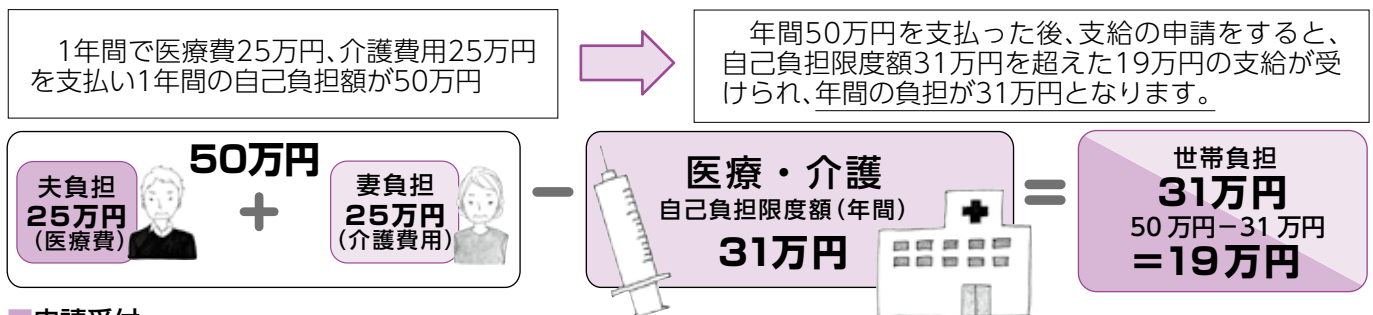 1年間で医療費25万円、介護費用25万円
を支払い1年間の自己負担額が50万円
年間50万円を支払った後、支給の申請をすると、
自己負担限度額31万円を超えた19万円の支給が受
けられ、年間の負担が31万円となります。
50万円
夫負担
25万円
(医療費)
+
妻負担
25万円
(介護費用)
−
医療・介護
自己負担限度額(年間)
31万円
=
世帯負担
31万円
50万円−31万円
=19万円
■申請受付